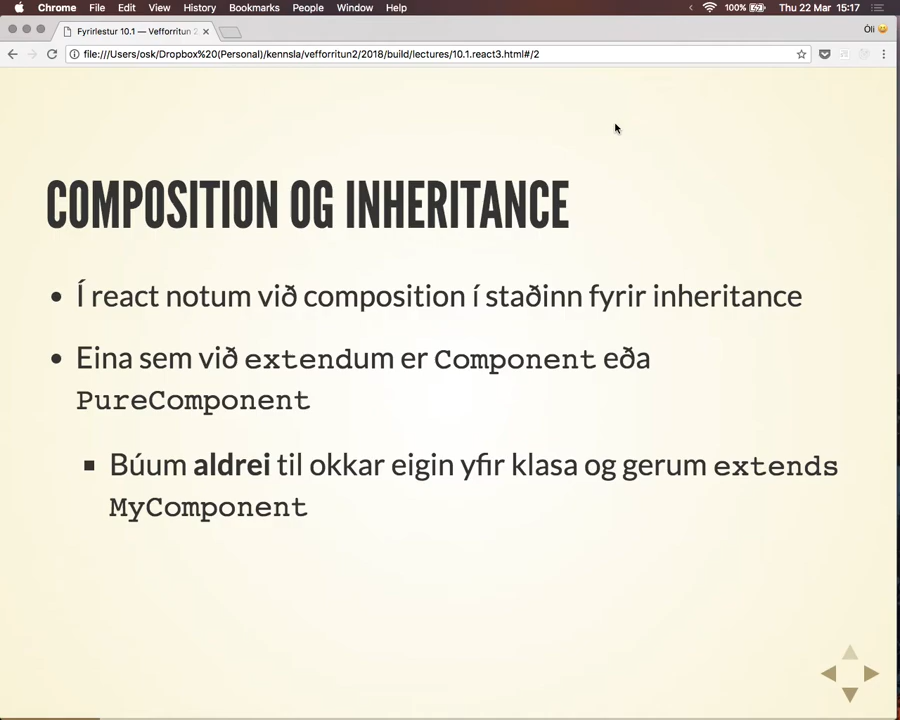 Chrome File Edit View History Bookmarks People Window Help 100% Thu 22 Mar 15:17
Fyrirlestur 10.1 — Vefforritun 2 Óli
file:///Users/osk/Dropbox%20(Personal)/kennsla/vefforritun2/2018/build/lectures/10.1.react3.html#/2
COMPOSITION OG INHERITANCE
Í react notum við composition í staðinn fyrir inheritance
Eina sem við extendum er Component eða
PureComponent
Búum aldrei til okkar eigin yfir klasa og gerum extends
MyComponent